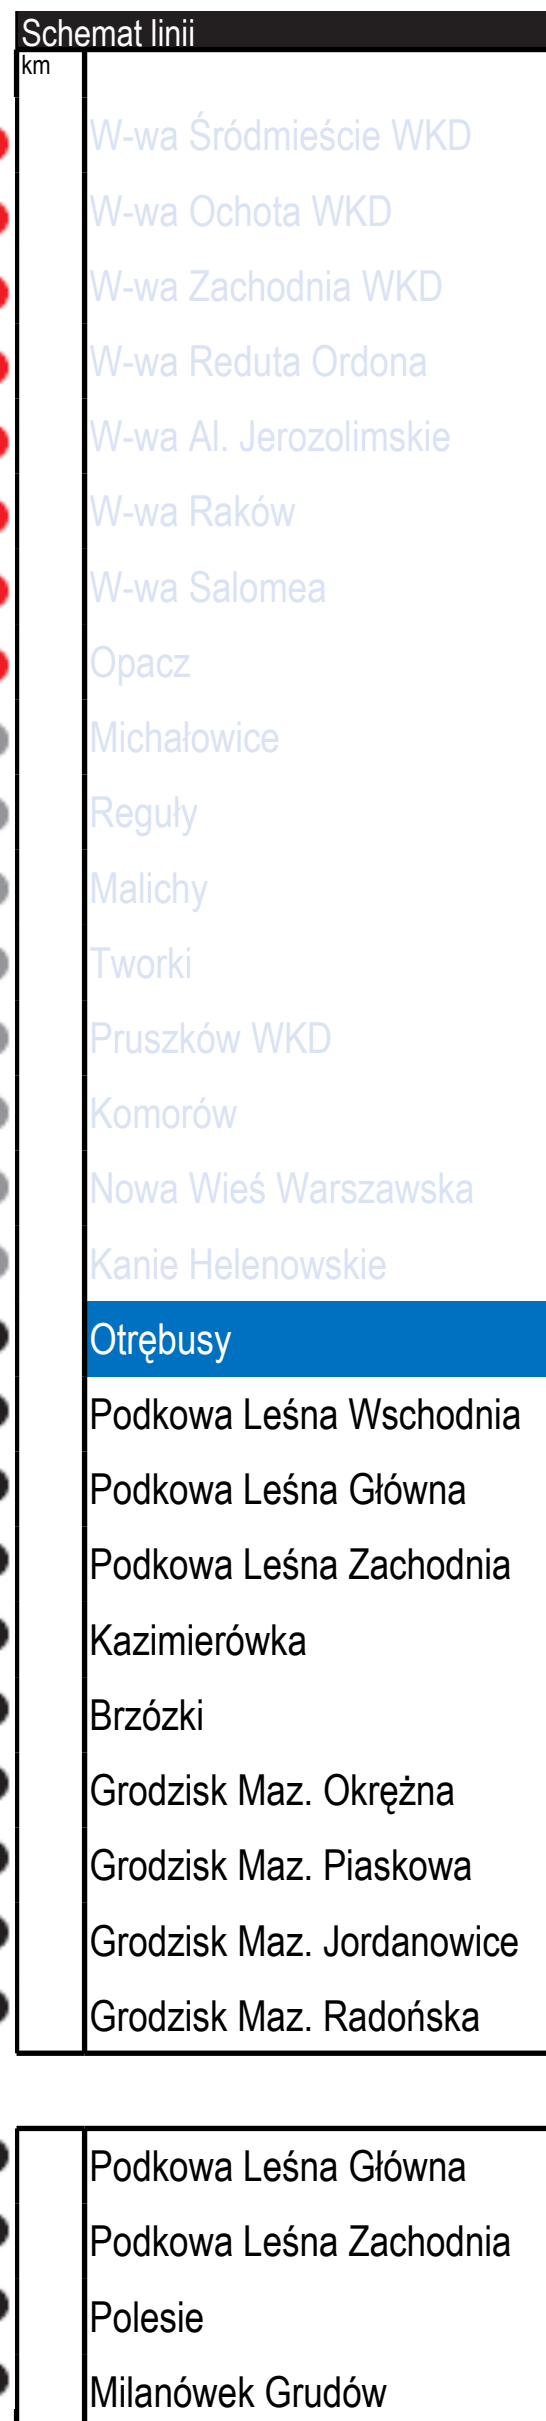 Schemat linii
km
W-wa Śródmieście WKD
W-wa Ochota WKD
W-wa Zachodnia WKD
W-wa Reduta Ordona
W-wa Al. Jerozolimskie
W-wa Raków
W-wa Salomea
Opacz
Michałowice
Reguły
Malichy
Tworki
Pruszków WKD
Komorów
Nowa Wieś Warszawska
Kanie Helenowskie
Otrębusy
Podkowa Leśna Wschodnia
Podkowa Leśna Główna
Podkowa Leśna Zachodnia
Kazimierówka
Brzózki
Grodzisk Maz. Okrężna
Grodzisk Maz. Piaskowa
Grodzisk Maz. Jordanowice
Grodzisk Maz. Radońska
Podkowa Leśna Główna
Podkowa Leśna Zachodnia
Polesie
Milanówek Grudów